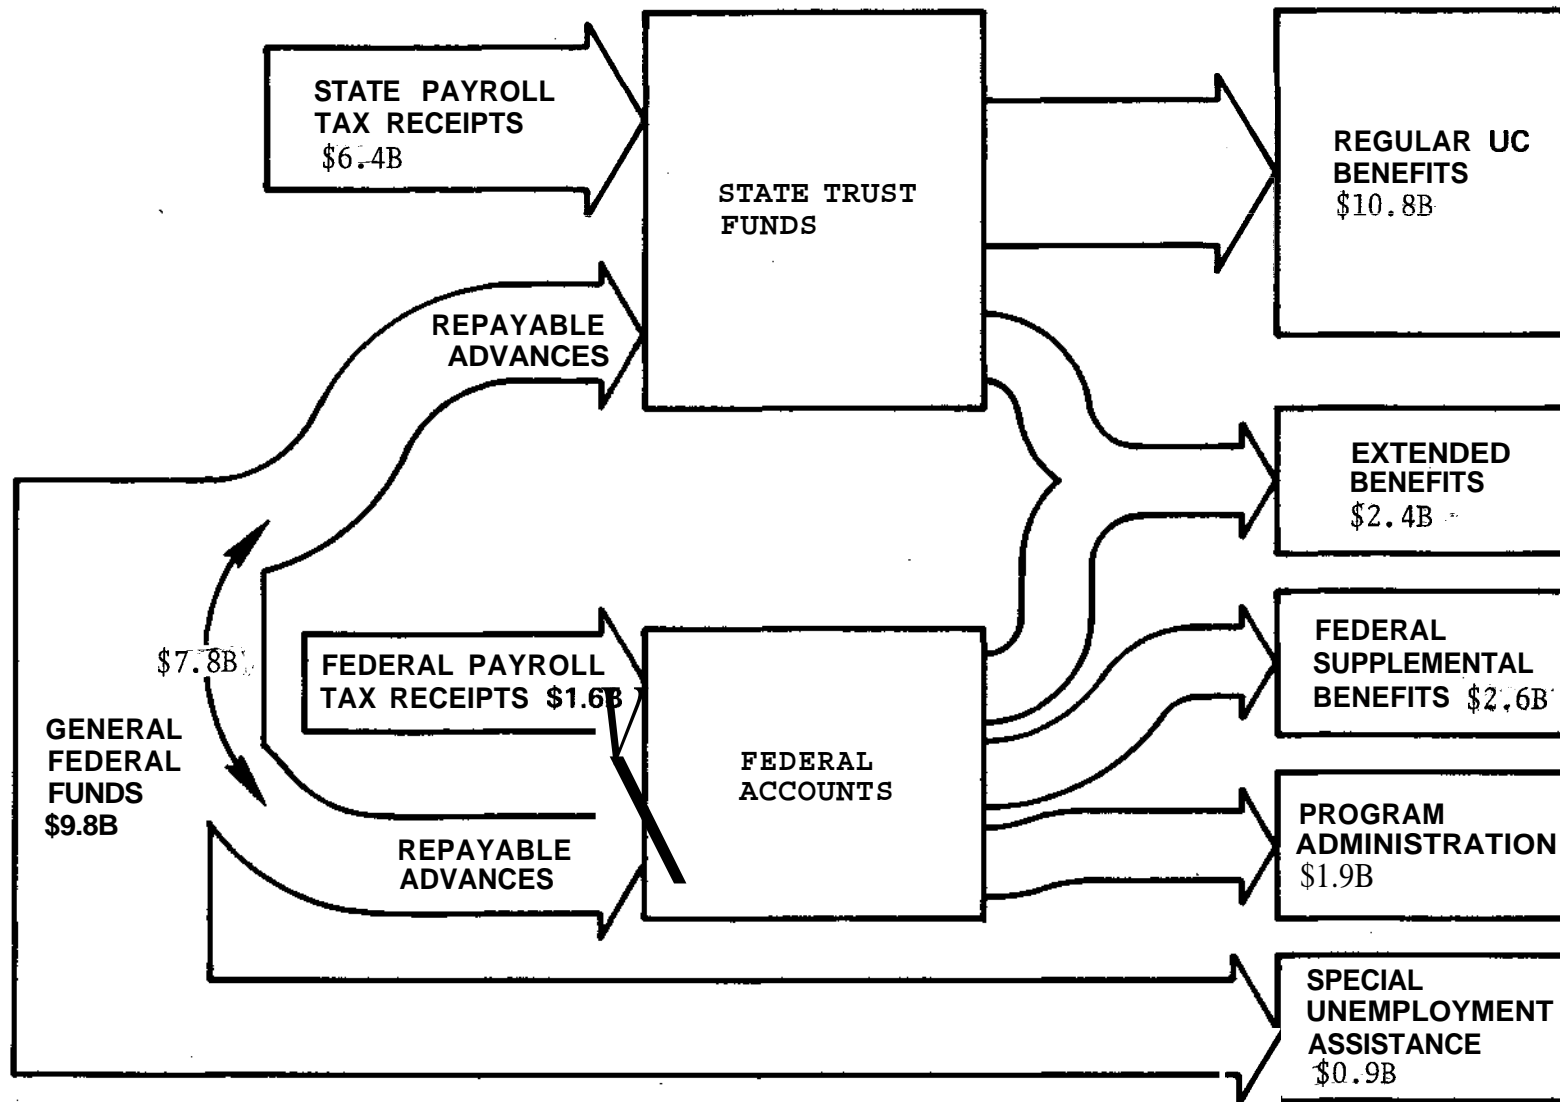 STATE PAYROLL
TAX RECEIPTS
$6.4B
STATE TRUST
FUNDS
REGULAR UC
BENEFITS
$10.8B
REPAYABLE
ADVANCES
EXTENDED
BENEFITS
$2.4B
$7.8B
FEDERAL PAYROLL
TAX RECEIPTS $1.6B
FEDERAL
SUPPLEMENTAL
BENEFITS $2.6B
GENERAL
FEDERAL
FUNDS
$9.8B
FEDERAL
ACCOUNTS
REPAYABLE
ADVANCES
PROGRAM
ADMINISTRATION
$1.9B
SPECIAL
UNEMPLOYMENT
ASSISTANCE
$0.9B